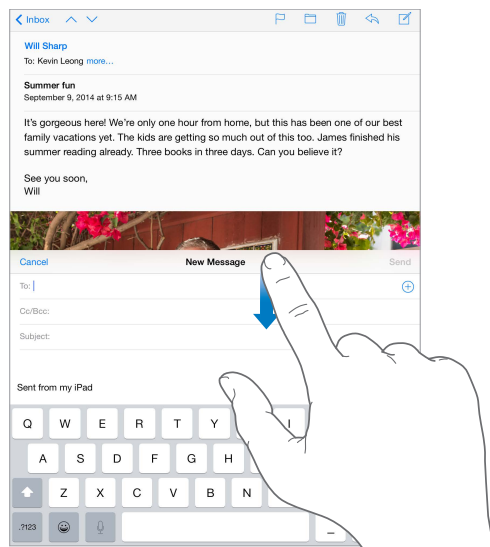 Inbox
Will Sharp
To: Kevin Leong more...
Summer fun
September 9, 2014 at 9:15 AM
It's gorgeous here! We're only one hour from home, but this has been one of our best
family vacations yet. The kids are getting so much out of this too. James finished his
summer reading already. Three books in three days. Can you believe it?
See you soon,
Will
Cancel New Message Send
To:
Cc/Bcc:
Subject:
Sent from my iPad
Q W E R T Y I
A S D F G H
Z X C V B N
.?123 _